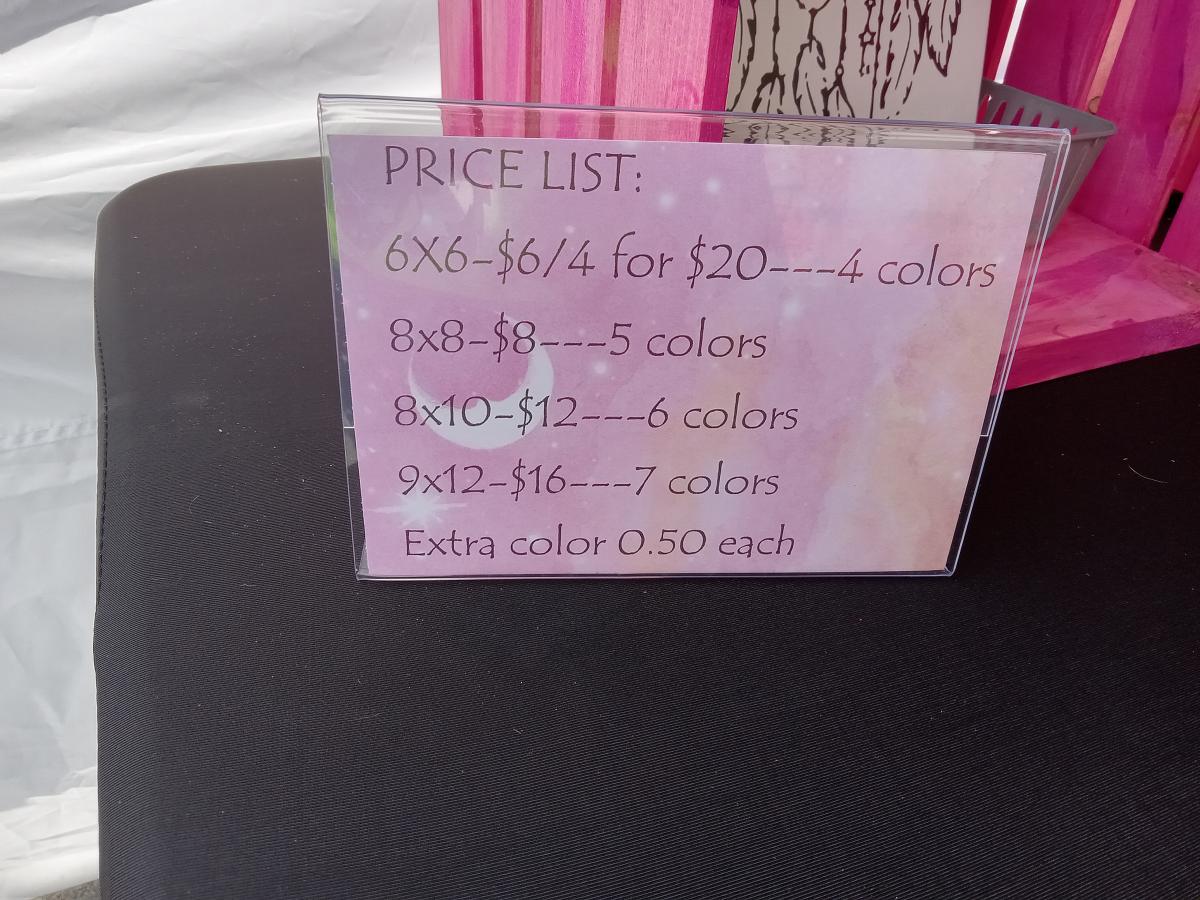 PRICE LIST:
6X6-$6/4 for $20---4 colors
8x8-$8---5 colors
8x10-$12---6 colors
9x12-$16---7 colors
Extra color 0.50 each